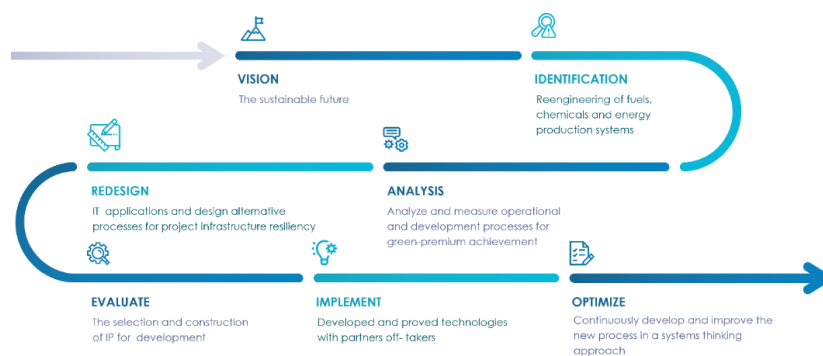 VISION
The sustainable future
IDENTIFICATION
Reengineering of fuels,
chemicals and energy
production systems
REDESIGN
IT applications and design alternative
processes for project infrastructure resiliency
ANALYSIS
Analyze and measure operational
and development processes for
green-premium achievement
EVALUATE
The selection and construction
of IP for development
IMPLEMENT
Developed and proved technologies
with partners off- takers
OPTIMIZE
Continuously develop and improve the
new process in a systems thinking
approach